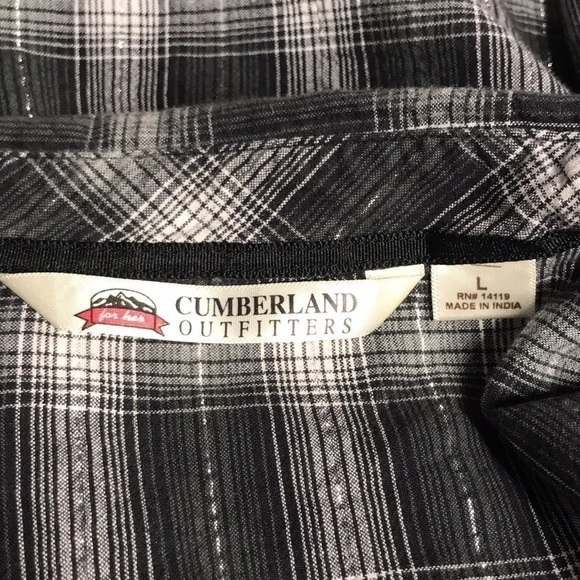 for her
CUMBERLAND
OUTFITTERS
L
RN# 14119
MADE IN INDIA